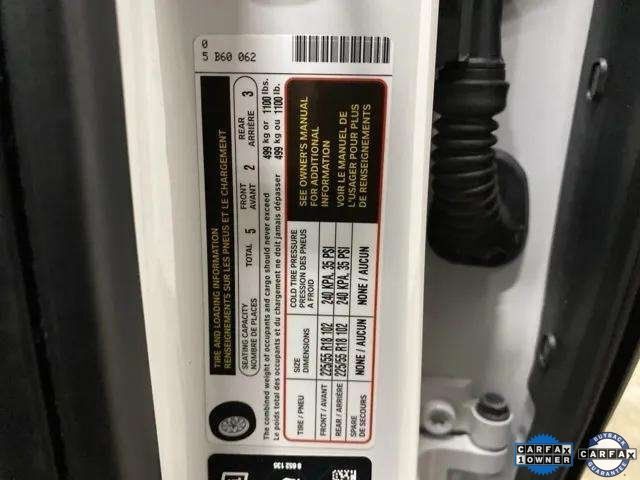 0
5 B60 062
TIRE AND LOADING INFORMATION
RENSEIGNEMENTS SUR LES PNEUS ET LE CHARGEMENT
SEATING CAPACITY
NOMBRE DE PLACES
TOTAL 5
FRONT
AVANT 2
REAR
ARRIÈRE 3
The combined weight of occupants and cargo should never exceed 499 kg or 1100 lbs.
Le poids total des occupants et du chargement ne doit jamais dépasser 499 kg ou 1100 lb.
TIRE / PNEU
SIZE
DIMENSIONS
COLD TIRE PRESSURE
PRESSION DES PNEUS
A FROID
FRONT / AVANT 225/55 R18 102 240 KPA, 35 PSI
REAR / ARRIÈRE 225/55 R18 102 240 KPA, 35 PSI
SPARE
DE SECOURS NONE / AUCUN NONE / AUCUN
SEE OWNER'S MANUAL
FOR ADDITIONAL
INFORMATION
VOIR LE MANUEL DE
L'USAGER POUR PLUS
DE RENSEIGNEMENTS
CARFAX
1 OWNER
BUYBACK
CARFAX
GUARANTEE